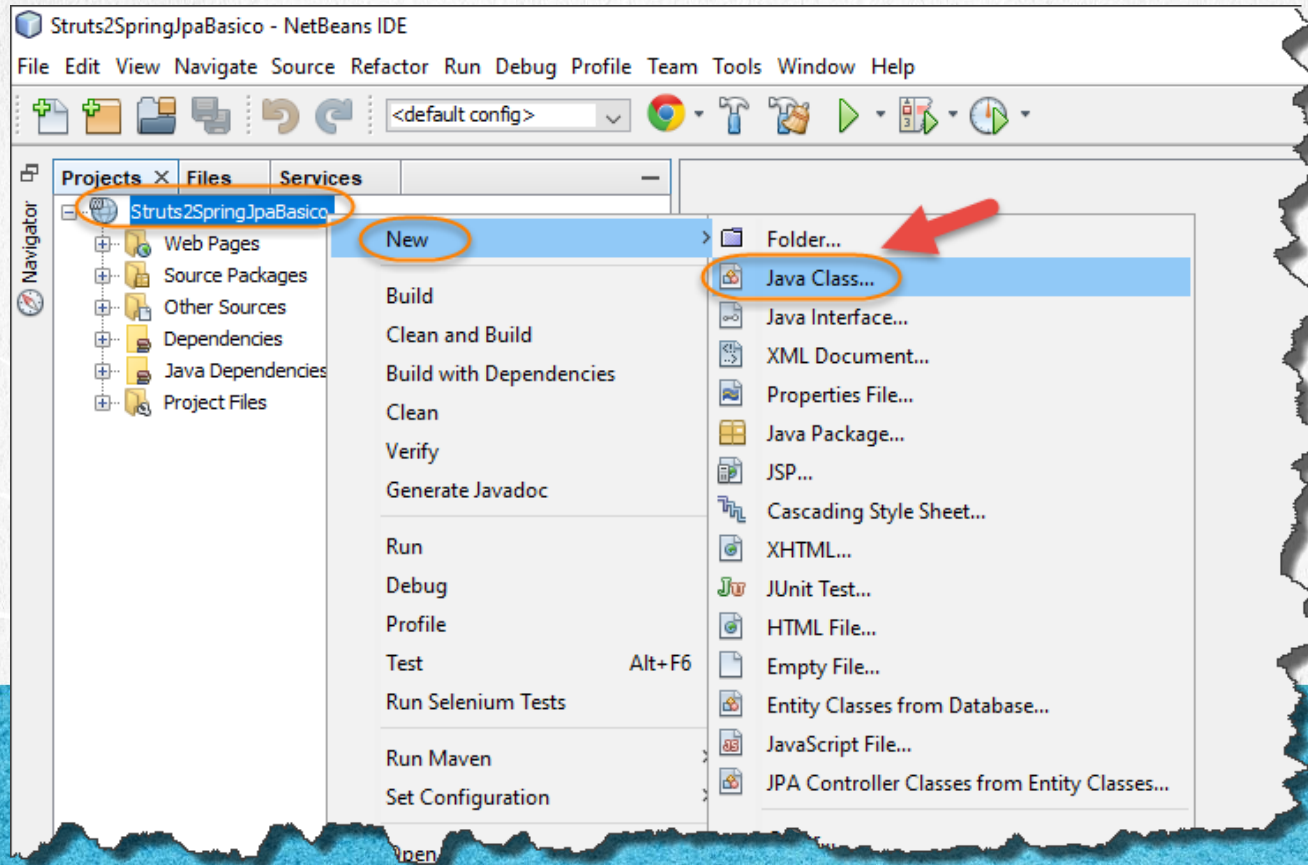 Struts2SpringJpaBasico - NetBeans IDE
File Edit View Navigate Source Refactor Run Debug Profile Team Tools Window Help
<default config>
Projects Files Services
Navigator
Struts2SpringJpaBasico
Web Pages
Source Packages
Other Sources
Dependencies
Java Dependencies
Project Files
New
Build
Clean and Build
Build with Dependencies
Clean
Verify
Generate Javadoc
Run
Debug
Profile
Test Alt+F6
Run Selenium Tests
Run Maven
Set Configuration
Open
Folder...
Java Class...
Java Interface...
XML Document...
Properties File...
Java Package...
JSP...
Cascading Style Sheet...
XHTML...
JUnit Test...
HTML File...
Empty File...
Entity Classes from Database...
JavaScript File...
JPA Controller Classes from Entity Classes...